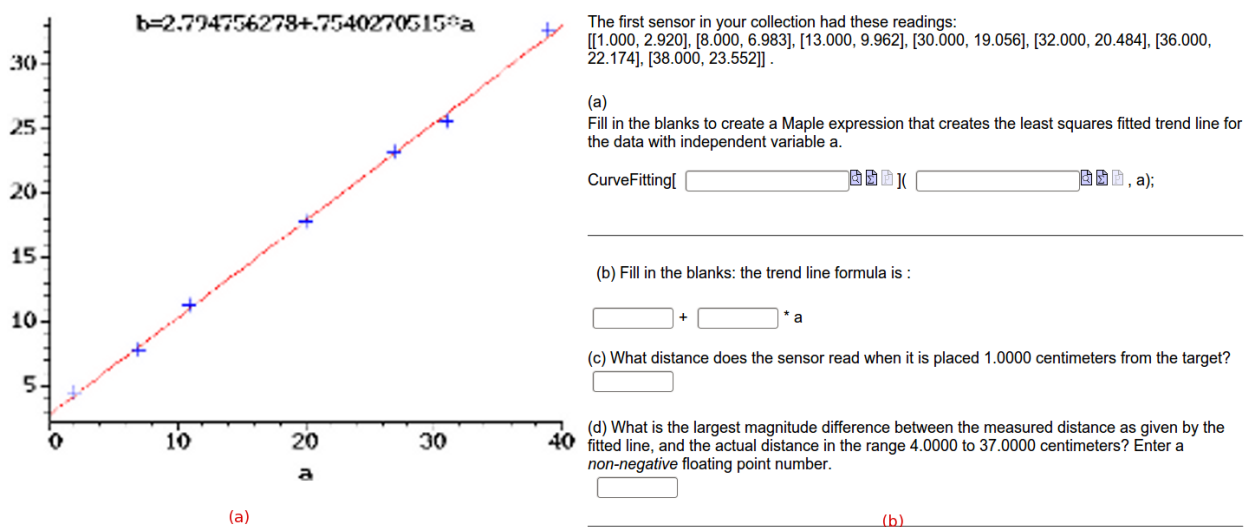 b=2.794756278+.7540270515*a
30
25
20
15
10
5
0 10 20 30 40
a
(a)
The first sensor in your collection had these readings:
[[1.000, 2.920], [8.000, 6.983], [13.000, 9.962], [30.000, 19.056], [32.000, 20.484], [36.000,
22.174], [38.000, 23.552]] .
(a)
Fill in the blanks to create a Maple expression that creates the least squares fitted trend line for
the data with independent variable a.
CurveFitting[ ]( , a);
(b) Fill in the blanks: the trend line formula is :
+ * a
(c) What distance does the sensor read when it is placed 1.0000 centimeters from the target?
(d) What is the largest magnitude difference between the measured distance as given by the
fitted line, and the actual distance in the range 4.0000 to 37.0000 centimeters? Enter a
non-negative floating point number.
(b)